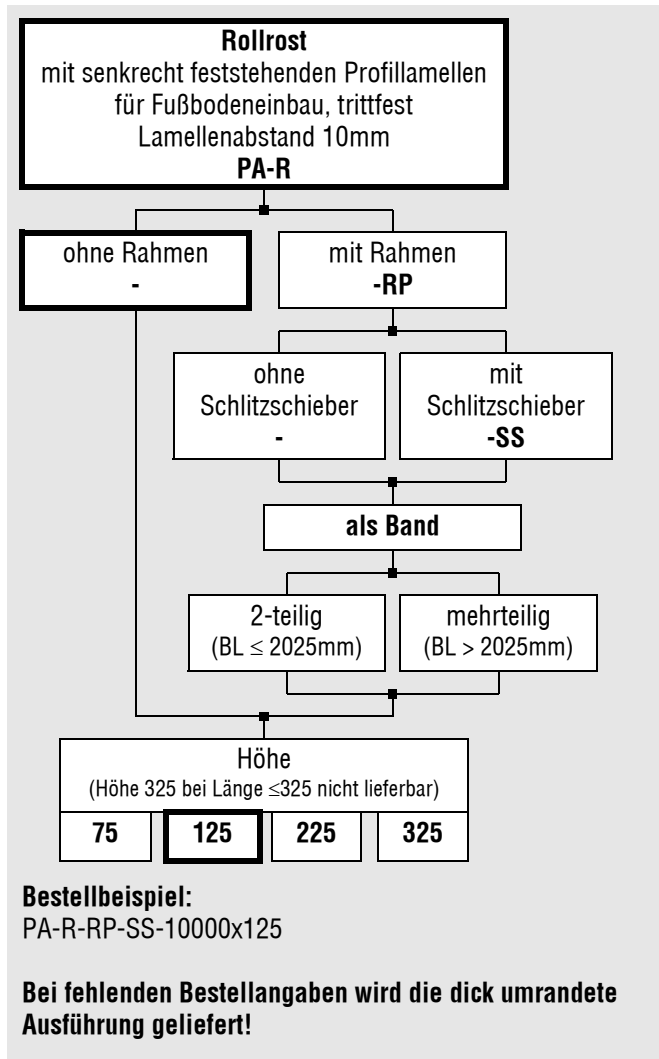 Rollrost
mit senkrecht feststehenden Profillamellen
für Fußbodeneinbau, trittfest
Lamellenabstand 10mm
PA-R
ohne Rahmen
-
mit Rahmen
-RP
ohne
Schlitzschieber
-
mit
Schlitzschieber
-SS
als Band
2-teilig
(BL ≤ 2025mm)
mehrteilig
(BL > 2025mm)
Höhe
(Höhe 325 bei Länge ≤325 nicht lieferbar)
75 125 225 325
Bestellbeispiel:
PA-R-RP-SS-10000x125
Bei fehlenden Bestellangaben wird die dick umrandete
Ausführung geliefert!